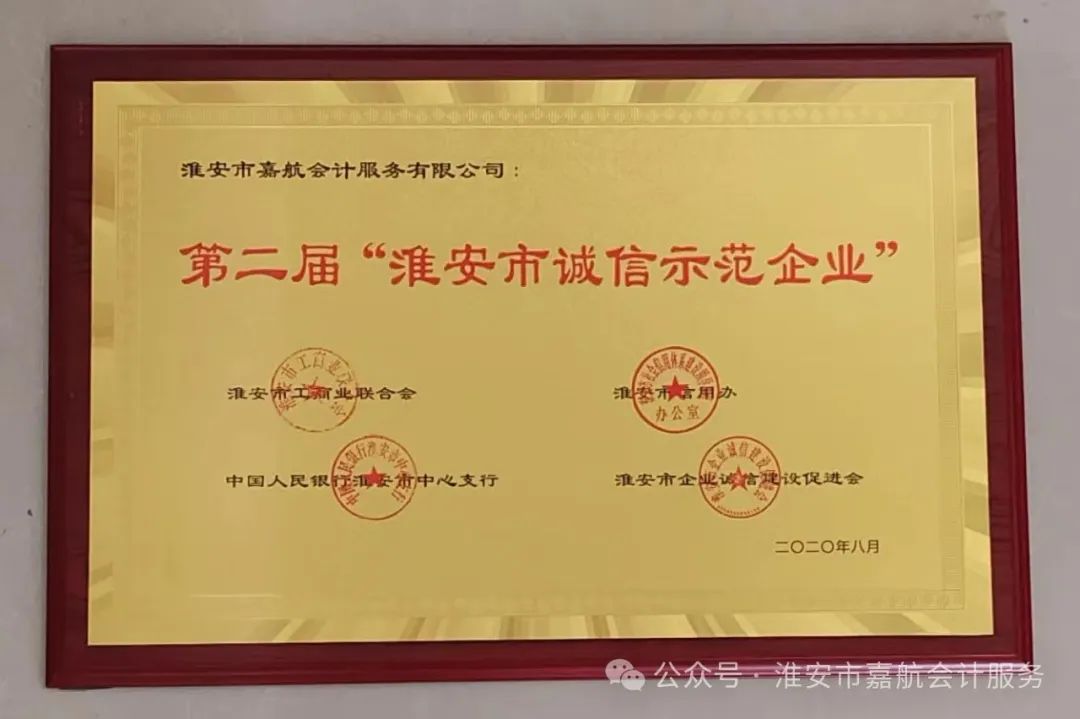 淮安市嘉航会计服务有限公司：
第二届“淮安市诚信示范企业”
淮安市工商业联合会
淮安市信用办
办公室
中国人民银行淮安市中心支行
淮安市企业诚信建设促进会
二〇二〇年八月
公众号·淮安市嘉航会计服务